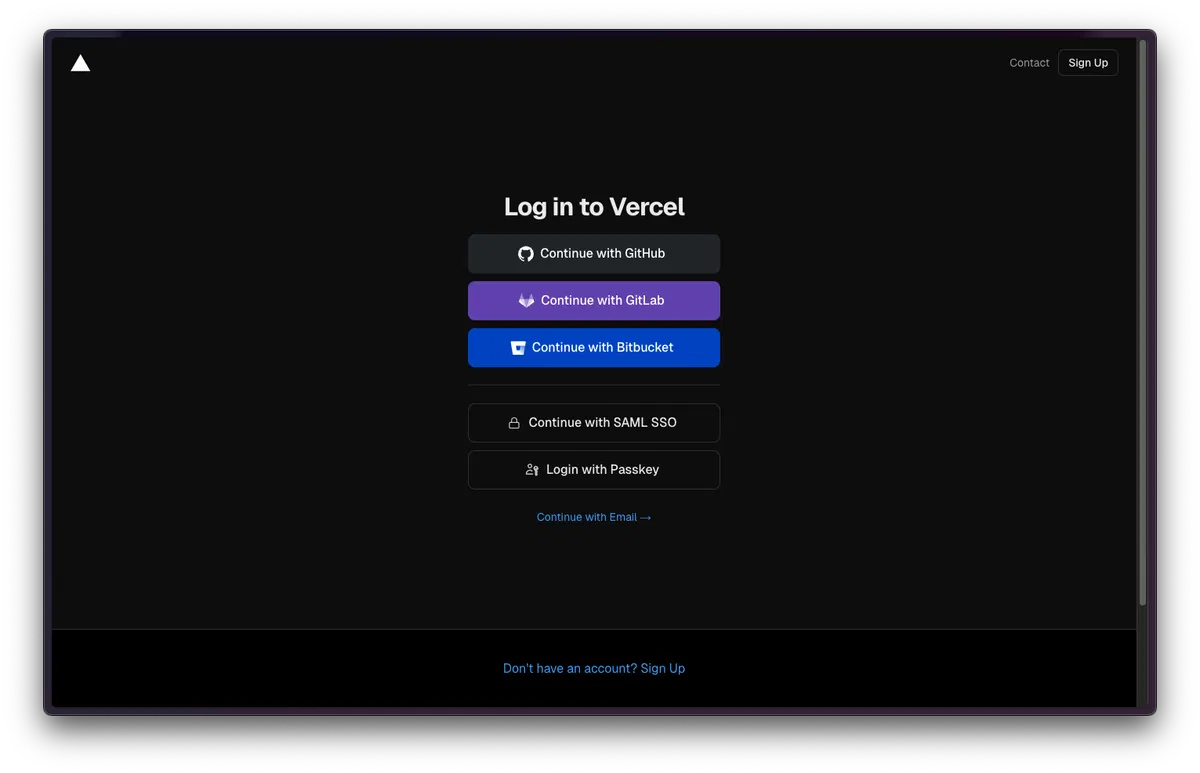 Contact
Sign Up
Log in to Vercel
Continue with GitHub
Continue with GitLab
Continue with Bitbucket
Continue with SAML SSO
Login with Passkey
Continue with Email →
Don't have an account? Sign Up